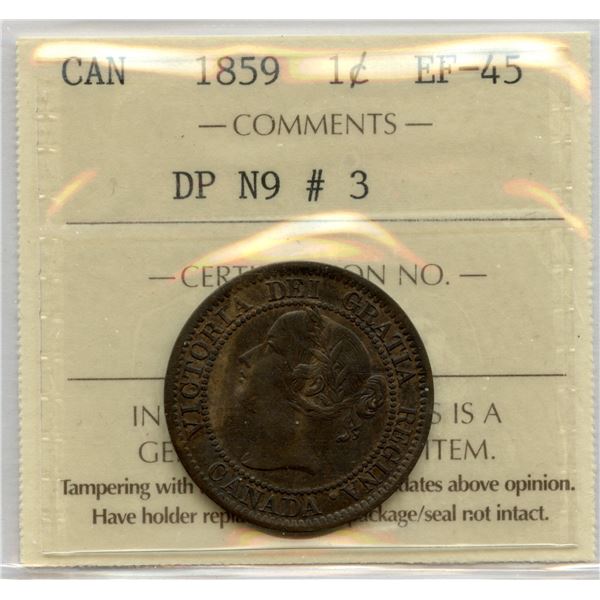 CAN 1859 1¢ EF-45
— COMMENTS —
DP N9 # 3
— CERT ON NO. —
VICTORIA DEI GRATIA REGINA.
CANADA
IN S IS A
GE ITEM.
Tampering with dates above opinion.
Have holder repla package/seal not intact.